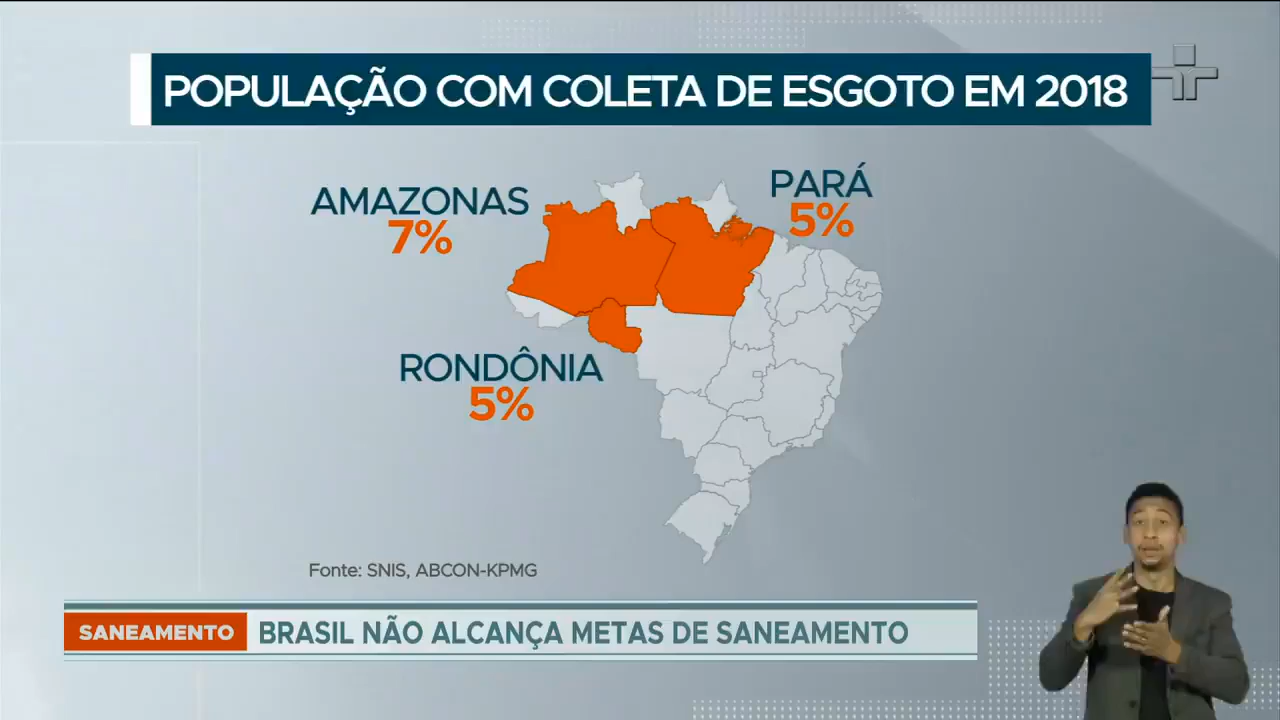 POPULAÇÃO COM COLETA DE ESGOTO EM 2018
AMAZONAS
7%
PARÁ
5%
RONDÔNIA
5%
Fonte: SNIS, ABCON-KPMG
SANEAMENTO
BRASIL NÃO ALCANÇA METAS DE SANEAMENTO